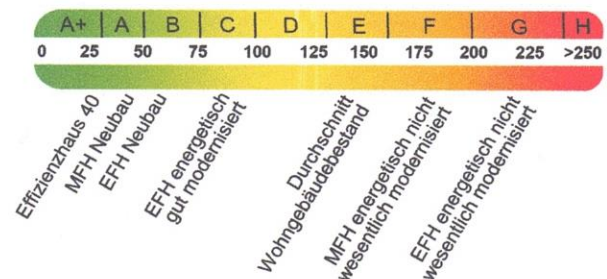 A+ A B C D E F G H
0 25 50 75 100 125 150 175 200 225 >250
Effizienzhaus 40
MFH Neubau
EFH Neubau
EFH energetisch
gut modernisiert
Durchschnitt
Wohngebäudebestand
MFH energetisch nicht
wesentlich modernisiert
EFH energetisch nicht
wesentlich modernisiert